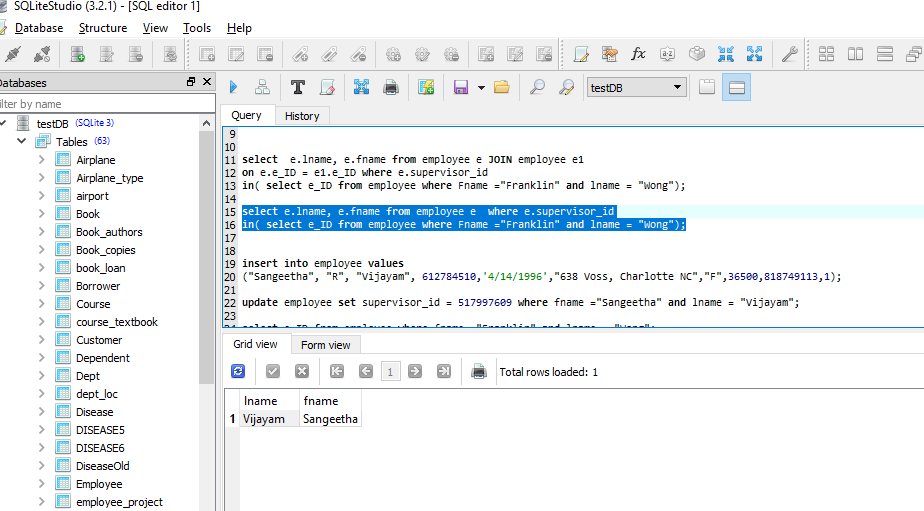 SQLiteStudio (3.2.1) - [SQL editor 1]
Database Structure View Tools Help
Databases
testDB
ilter by name
testDB (SQLite 3)
Tables (63)
Airplane
Airplane_type
airport
Book
Book_authors
Book_copies
book_loan
Borrower
Course
course_textbook
Customer
Dependent
Dept
dept_loc
Disease
DISEASE5
DISEASE6
DiseaseOld
Employee
employee_project
Query History
9
10
11 select  e.lname, e.fname from employee e JOIN employee e1
12 on e.e_ID = e1.e_ID where e.supervisor_id
13 in( select e_ID from employee where Fname ="Franklin" and lname = "Wong");
14
15 select e.lname, e.fname from employee e  where e.supervisor_id
16 in( select e_ID from employee where Fname ="Franklin" and lname = "Wong");
17
18
19 insert into employee values
20 ("Sangeetha", "R", "Vijayam", 612784510,'4/14/1996',"638 Voss, Charlotte NC","F",36500,818749113,1);
21
22 update employee set supervisor_id = 517997609 where fname ="Sangeetha" and lname = "Vijayam";
23
Grid view Form view
1
Total rows loaded: 1
lname fname
1 Vijayam Sangeetha